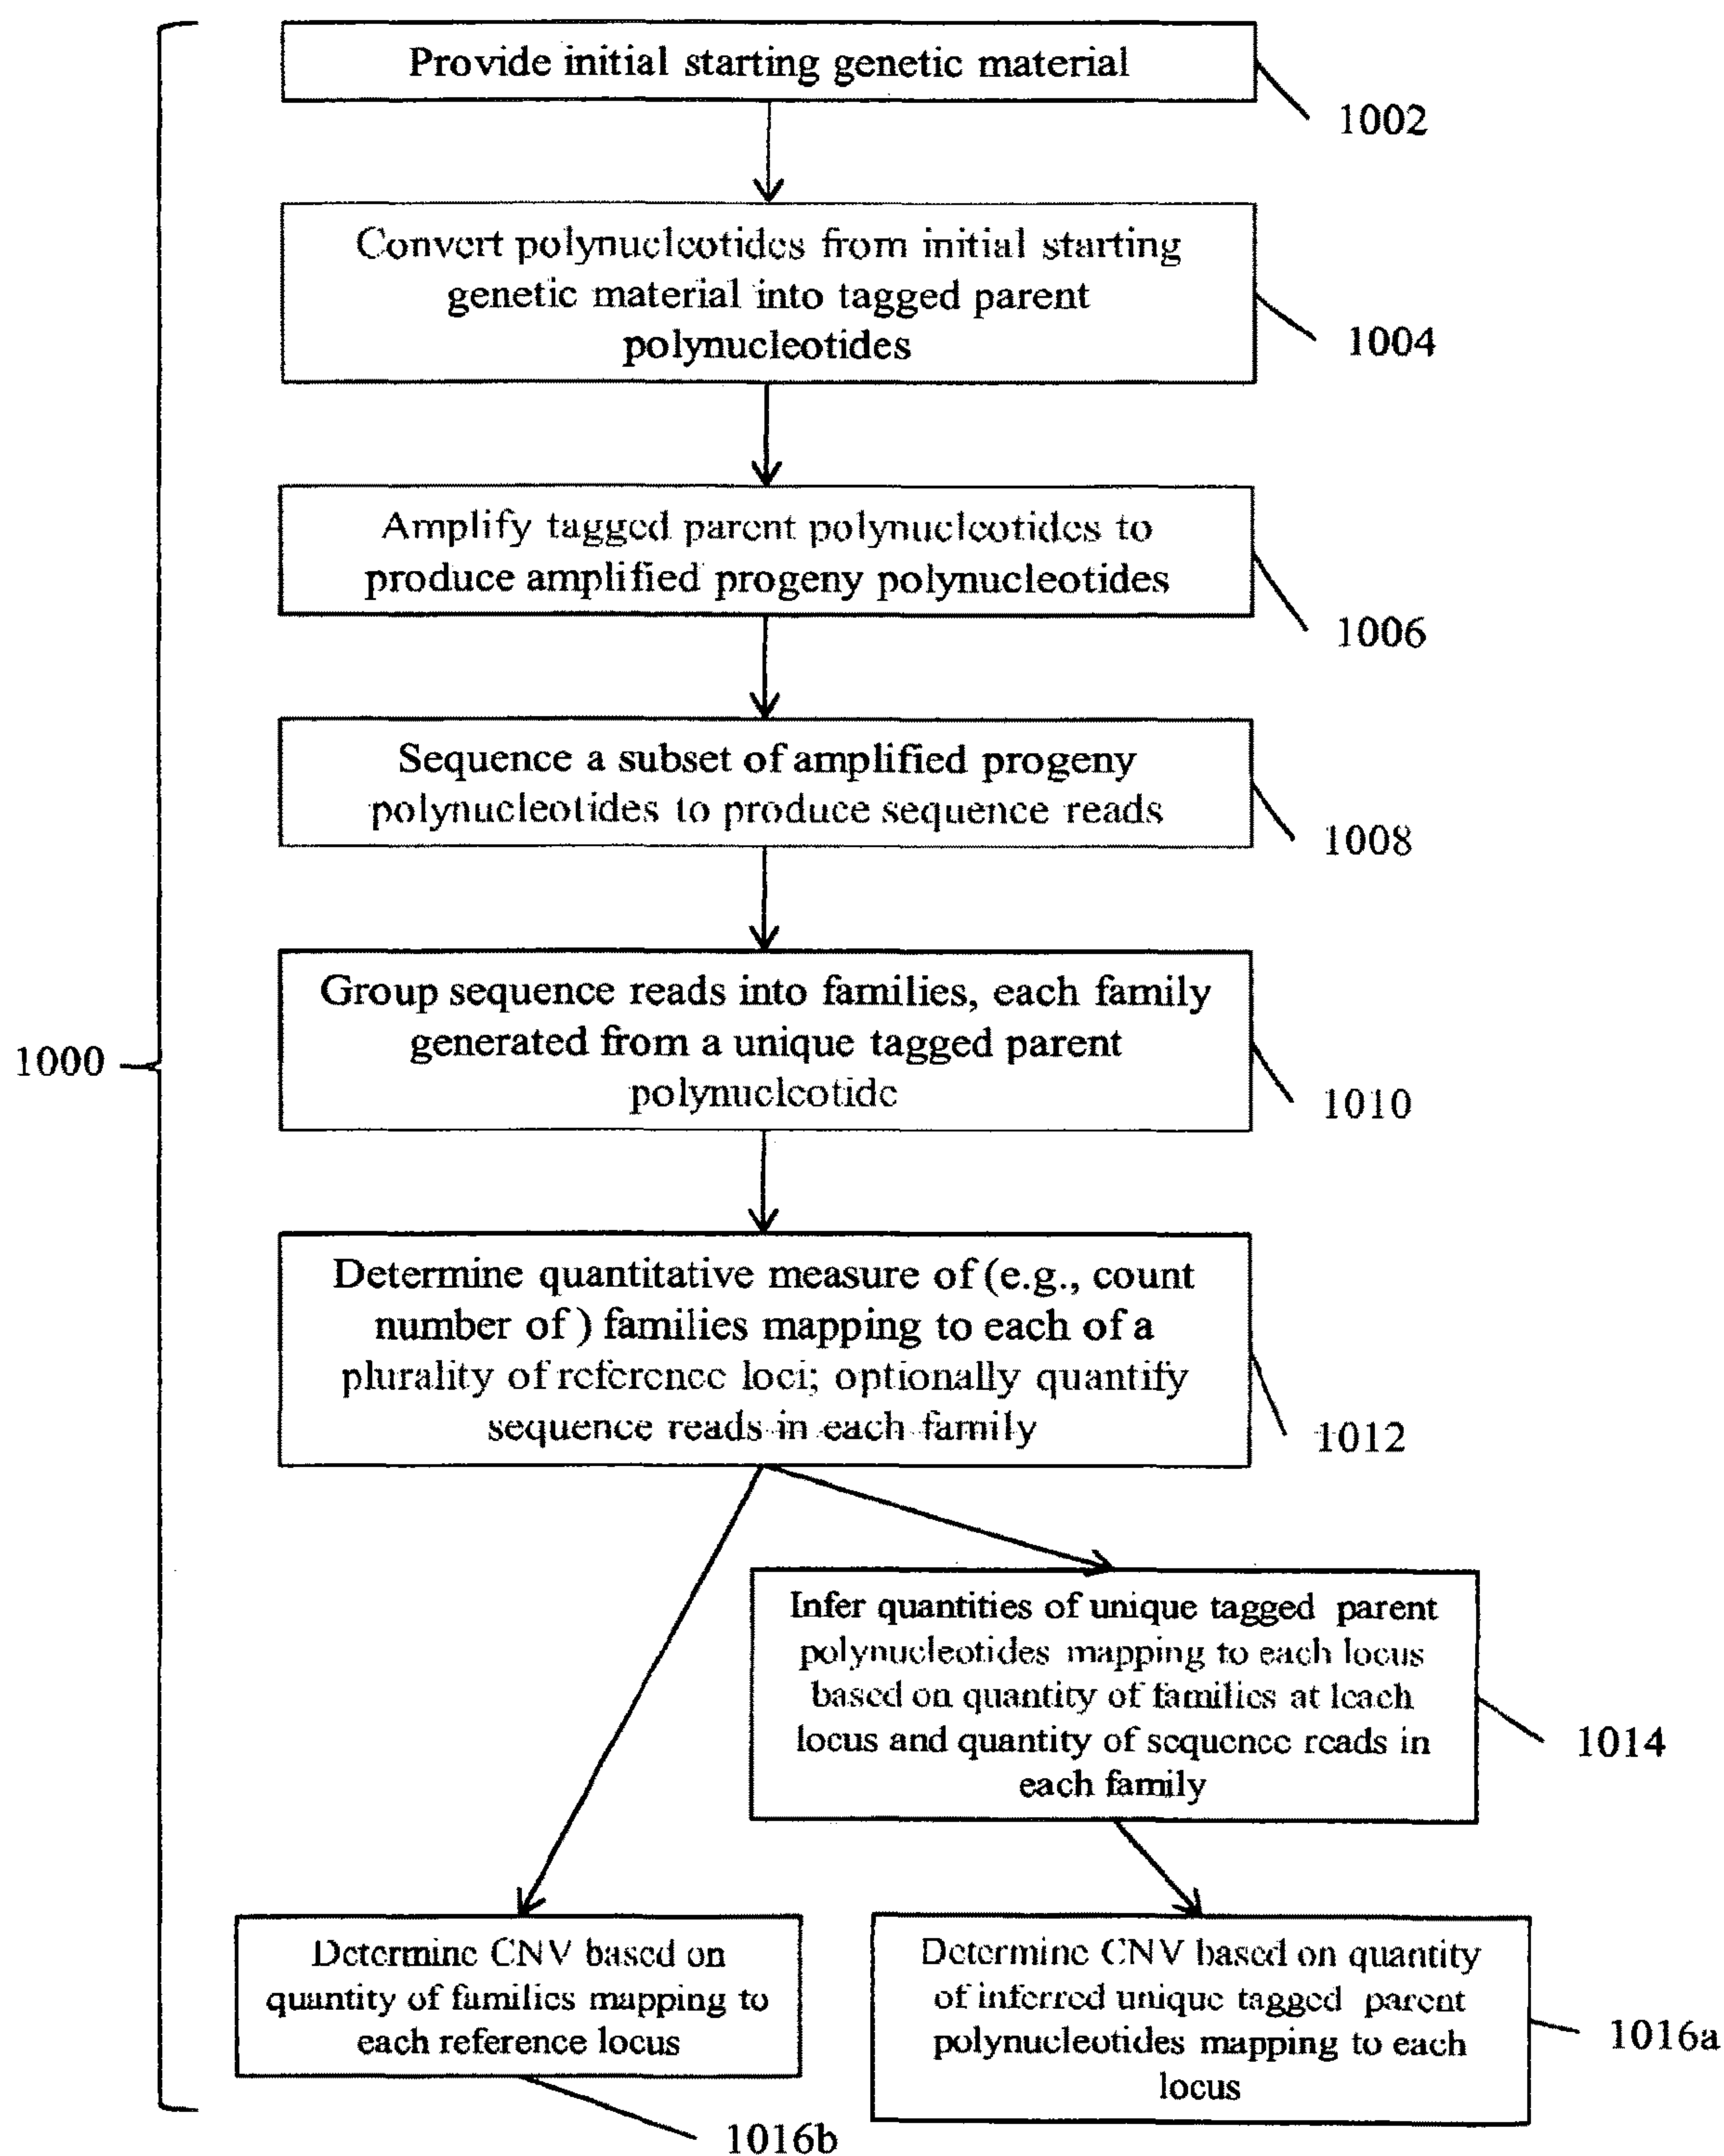 Provide initial starting genetic material
1002
Convert polynucleotides from initial starting
genetic material into tagged parent
polynucleotides
1004
Amplify tagged parent polynucleotides to
produce amplified progeny polynucleotides
1006
Sequence a subset of amplified progeny
polynucleotides to produce sequence reads
1008
Group sequence reads into families, each family
generated from a unique tagged parent
polynucleotide
1010
1000
Determine quantitative measure of (e.g., count
number of ) families mapping to each of a
plurality of reference loci; optionally quantify
sequence reads in each family
1012
Infer quantities of unique tagged parent
polynucleotides mapping to each locus
based on quantity of families at leach
locus and quantity of sequence reads in
each family
1014
Determine CNV based on
quantity of families mapping to
each reference locus
1016b
Determine CNV based on quantity
of inferred unique tagged parent
polynucleotides mapping to each
locus
1016a